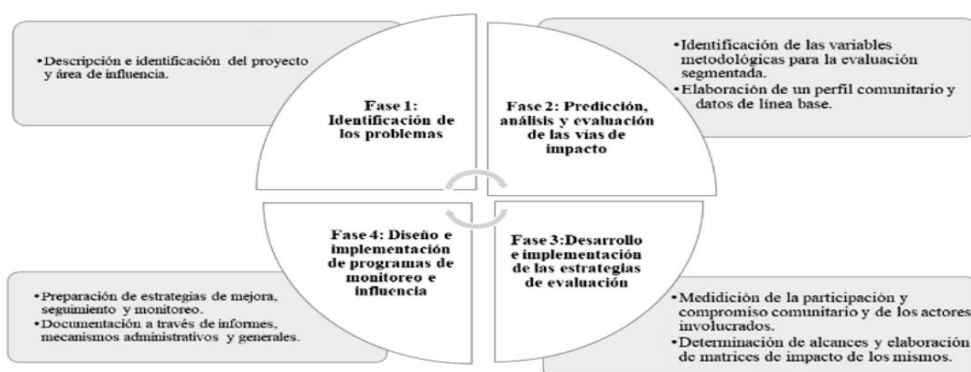 •Descripción e identificación del proyecto
y área de influencia.
Fase 1:
Identificación de
los problemas
Fase 2: Predicción,
análisis y evaluación
de las vías de
impacto
•Identificación de las variables
metodológicas para la evaluación
segmentada.
•Elaboración de un perfil comunitario y
datos de línea base.
Fase 4: Diseño e
implementación
de programas de
monitoreo e
influencia
Fase 3:Desarrollo
e implementación
de las estrategias
de evaluación
•Preparación de estrategias de mejora,
seguimiento y monitoreo.
•Documentación a través de informes,
mecanismos administrativos y generales.
•Medidición de la participación y
compromiso comunitario y de los actores
involucrados.
•Determinación de alcances y elaboración
de matrices de impacto de los mismos.